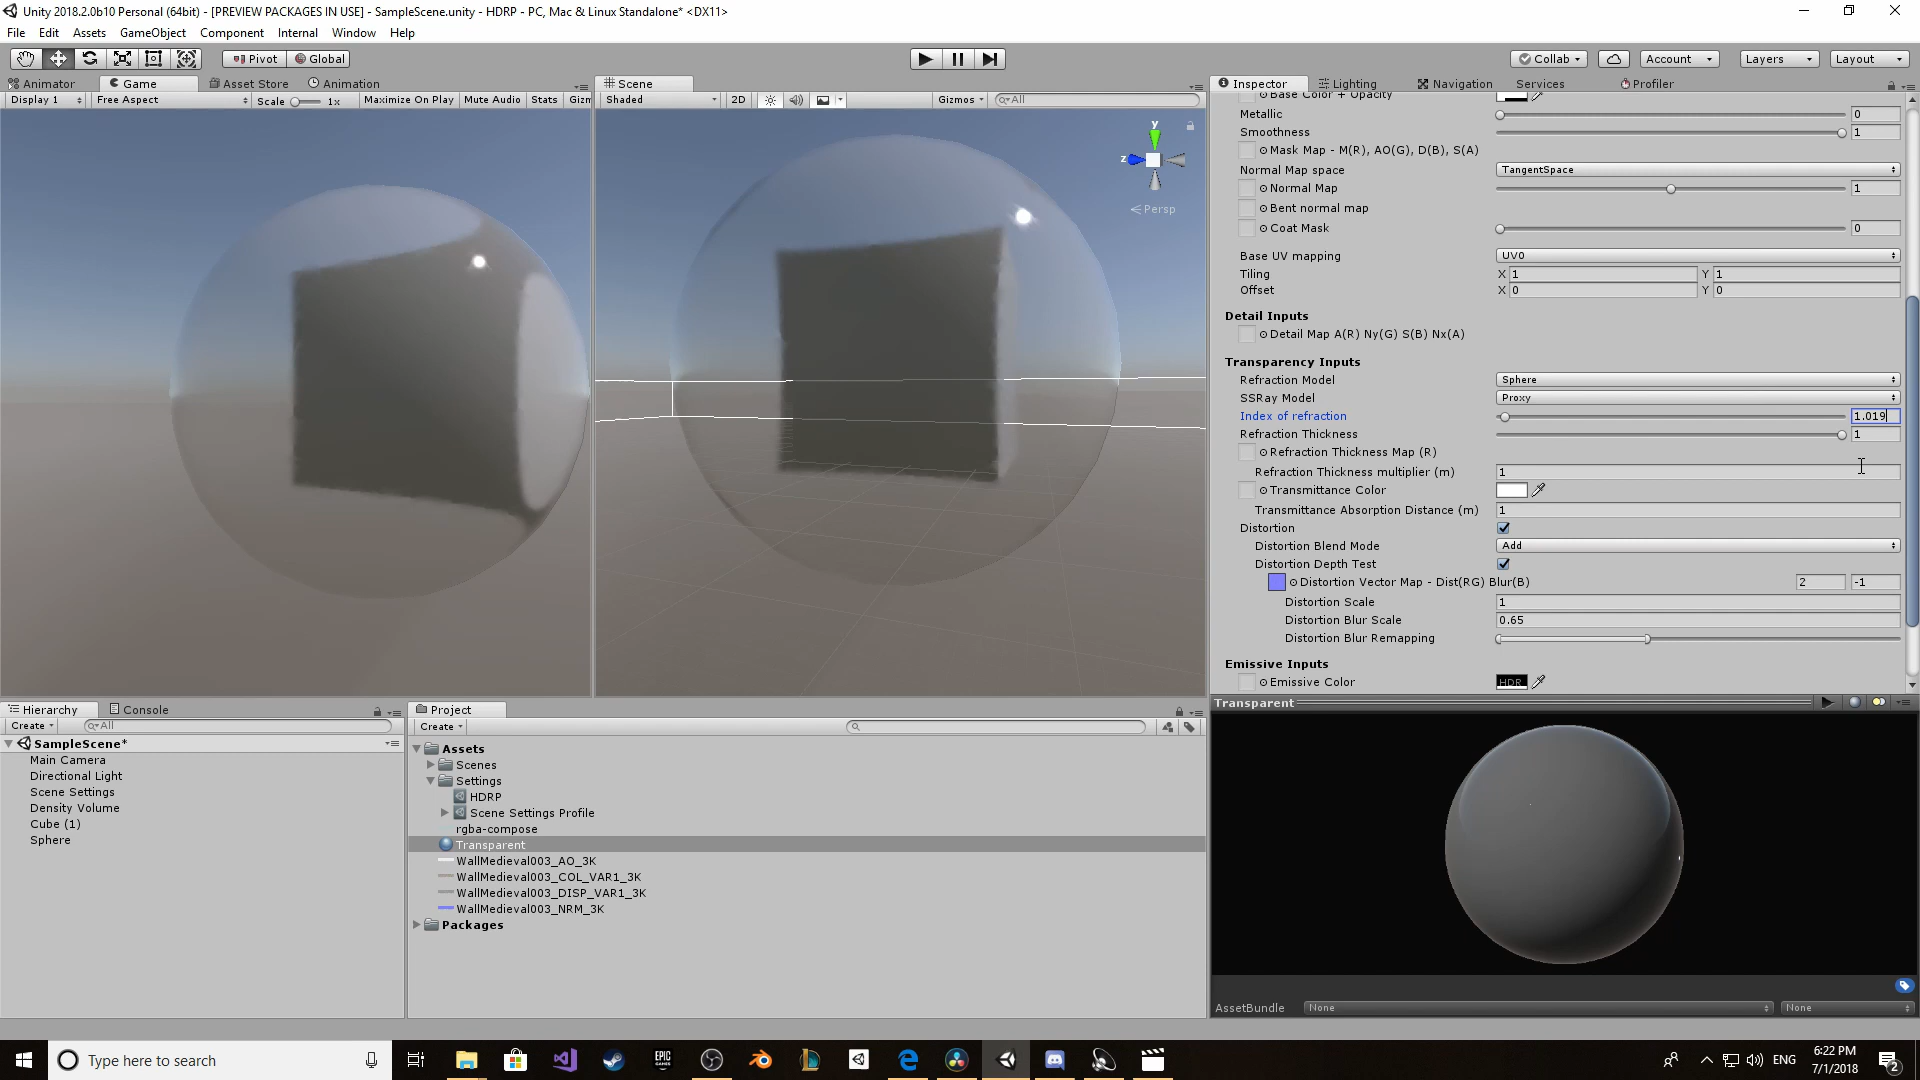 Unity 2018.2.0b10 Personal (64bit) - [PREVIEW PACKAGES IN USE] - SampleScene.unity - HDRP - PC, Mac & Linux Standalone* <DX11>
File Edit Assets GameObject Component Internal Window Help
Pivot Global Collab Account Layers Layout
Animator Game Asset Store Animation Scene Inspector Lighting Navigation Services Profiler
Display 1 Free Aspect Scale 1x Maximize On Play Mute Audio Stats Gizm Shaded 2D Gizmos All
Base Color + Opacity
Metallic 0
Smoothness 1
Mask Map - M(R), AO(G), D(B), S(A)
Normal Map space TangentSpace
Normal Map 1
Bent normal map
Coat Mask 0
Base UV mapping UV0
Tiling X 1 Y 1
Offset X 0 Y 0
Detail Inputs
Detail Map A(R) Ny(G) S(B) Nx(A)
Transparency Inputs
Refraction Model Sphere
SSRay Model Proxy
Index of refraction 1.019
Refraction Thickness 1
Refraction Thickness Map (R)
Refraction Thickness multiplier (m) 1
Transmittance Color
Transmittance Absorption Distance (m) 1
Distortion
Distortion Blend Mode Add
Distortion Depth Test
Distortion Vector Map - Dist(RG) Blur(B) 2 -1
Distortion Scale 1
Distortion Blur Scale 0.65
Distortion Blur Remapping
Emissive Inputs
Emissive Color HDR
y
z
Persp
Hierarchy Console
Create All
SampleScene*
Main Camera
Directional Light
Scene Settings
Density Volume
Cube (1)
Sphere
Project
Create
Assets
Scenes
Settings
HDRP
Scene Settings Profile
rgba-compose
Transparent
WallMedieval003_AO_3K
WallMedieval003_COL_VAR1_3K
WallMedieval003_DISP_VAR1_3K
WallMedieval003_NRM_3K
Packages
Transparent
AssetBundle None None
Type here to search
EPIC GAMES
ENG
6:22 PM
7/1/2018
2